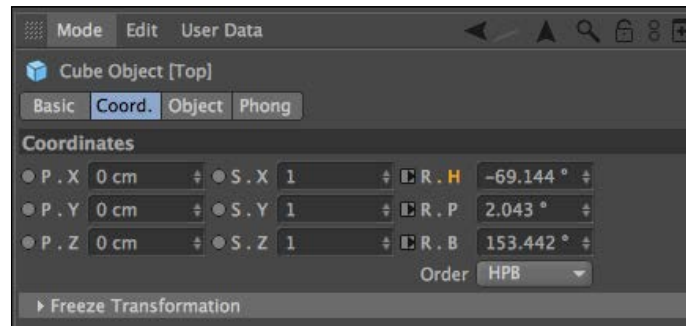 Mode Edit User Data
Cube Object [Top]
Basic Coord. Object Phong
Coordinates
P . X 0 cm S . X 1 R . H -69.144 °
P . Y 0 cm S . Y 1 R . P 2.043 °
P . Z 0 cm S . Z 1 R . B 153.442 °
Order HPB
Freeze Transformation